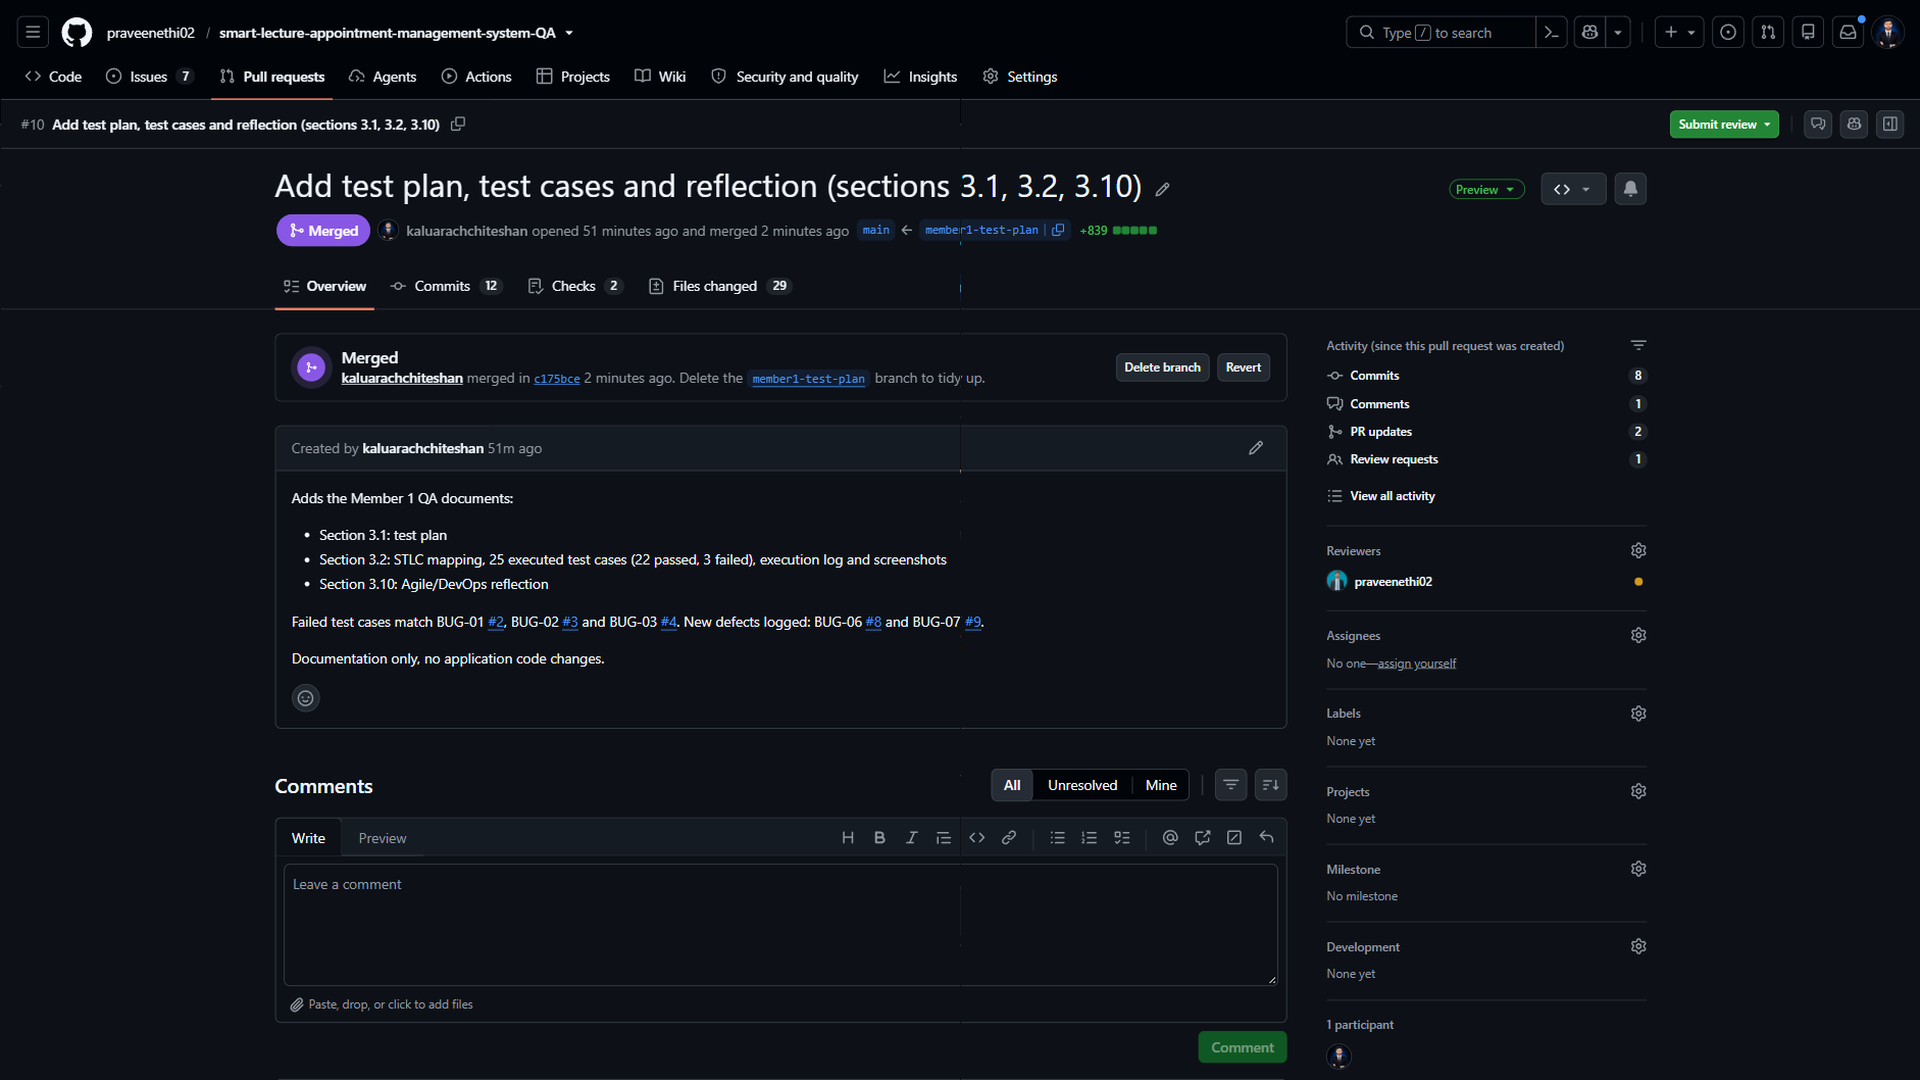 praveenethi02 / smart-lecture-appointment-management-system-QA
Type / to search
Code
Issues 7
Pull requests
Agents
Actions
Projects
Wiki
Security and quality
Insights
Settings
#10 Add test plan, test cases and reflection (sections 3.1, 3.2, 3.10)
Submit review
Add test plan, test cases and reflection (sections 3.1, 3.2, 3.10)
Preview
Merged kaluarachchiteshan opened 51 minutes ago and merged 2 minutes ago main ← member1-test-plan +839
Overview
Commits 12
Checks 2
Files changed 29
Merged
kaluarachchiteshan merged in c175bce 2 minutes ago. Delete the member1-test-plan branch to tidy up.
Delete branch
Revert
Created by kaluarachchiteshan 51m ago
Adds the Member 1 QA documents:
• Section 3.1: test plan
• Section 3.2: STLC mapping, 25 executed test cases (22 passed, 3 failed), execution log and screenshots
• Section 3.10: Agile/DevOps reflection
Failed test cases match BUG-01 #2, BUG-02 #3 and BUG-03 #4. New defects logged: BUG-06 #8 and BUG-07 #9.
Documentation only, no application code changes.
Comments
All
Unresolved
Mine
Write
Preview
Leave a comment
Paste, drop, or click to add files
Comment
Activity (since this pull request was created)
Commits 8
Comments 1
PR updates 2
Review requests 1
View all activity
Reviewers
praveenethi02
Assignees
No one—assign yourself
Labels
None yet
Projects
None yet
Milestone
No milestone
Development
None yet
1 participant